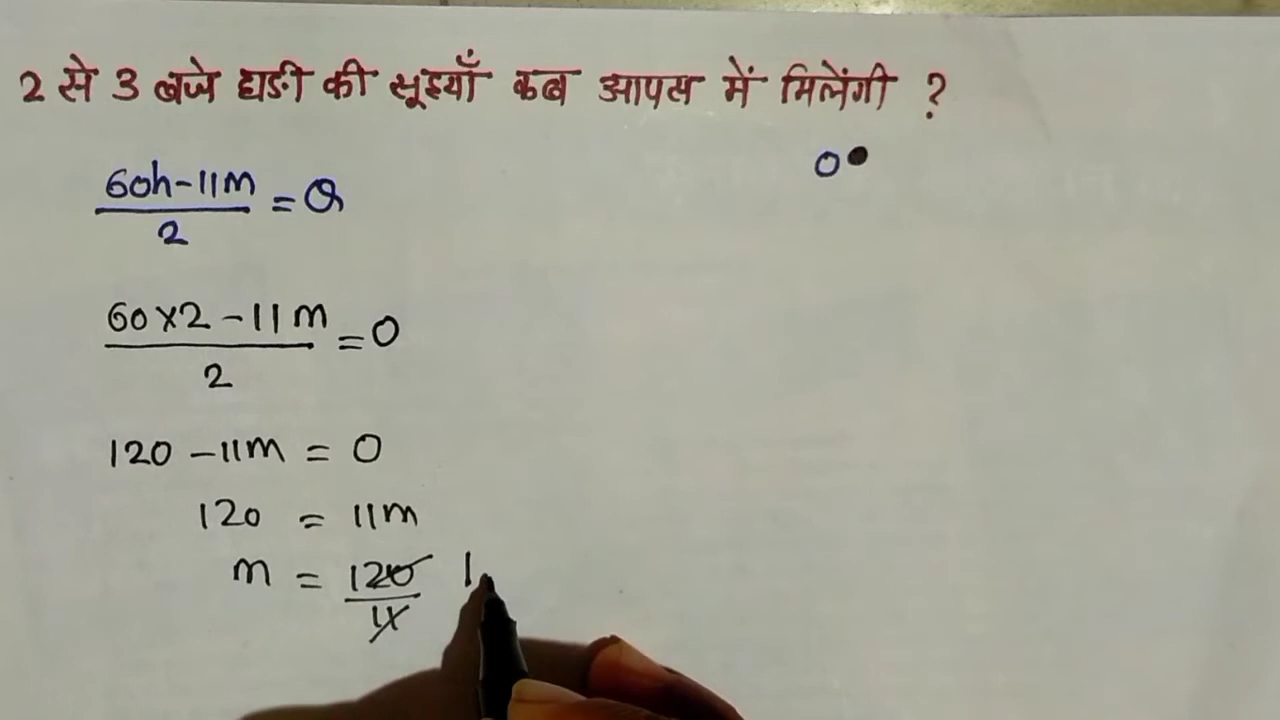 2 से 3 बजे घड़ी की सूइयाँ कब आपस में मिलेंगी ?
0
60h-11m/2 = θ
60×2-11m/2 = 0
120 -11m = 0
120 = 11m
m = 120/11 1